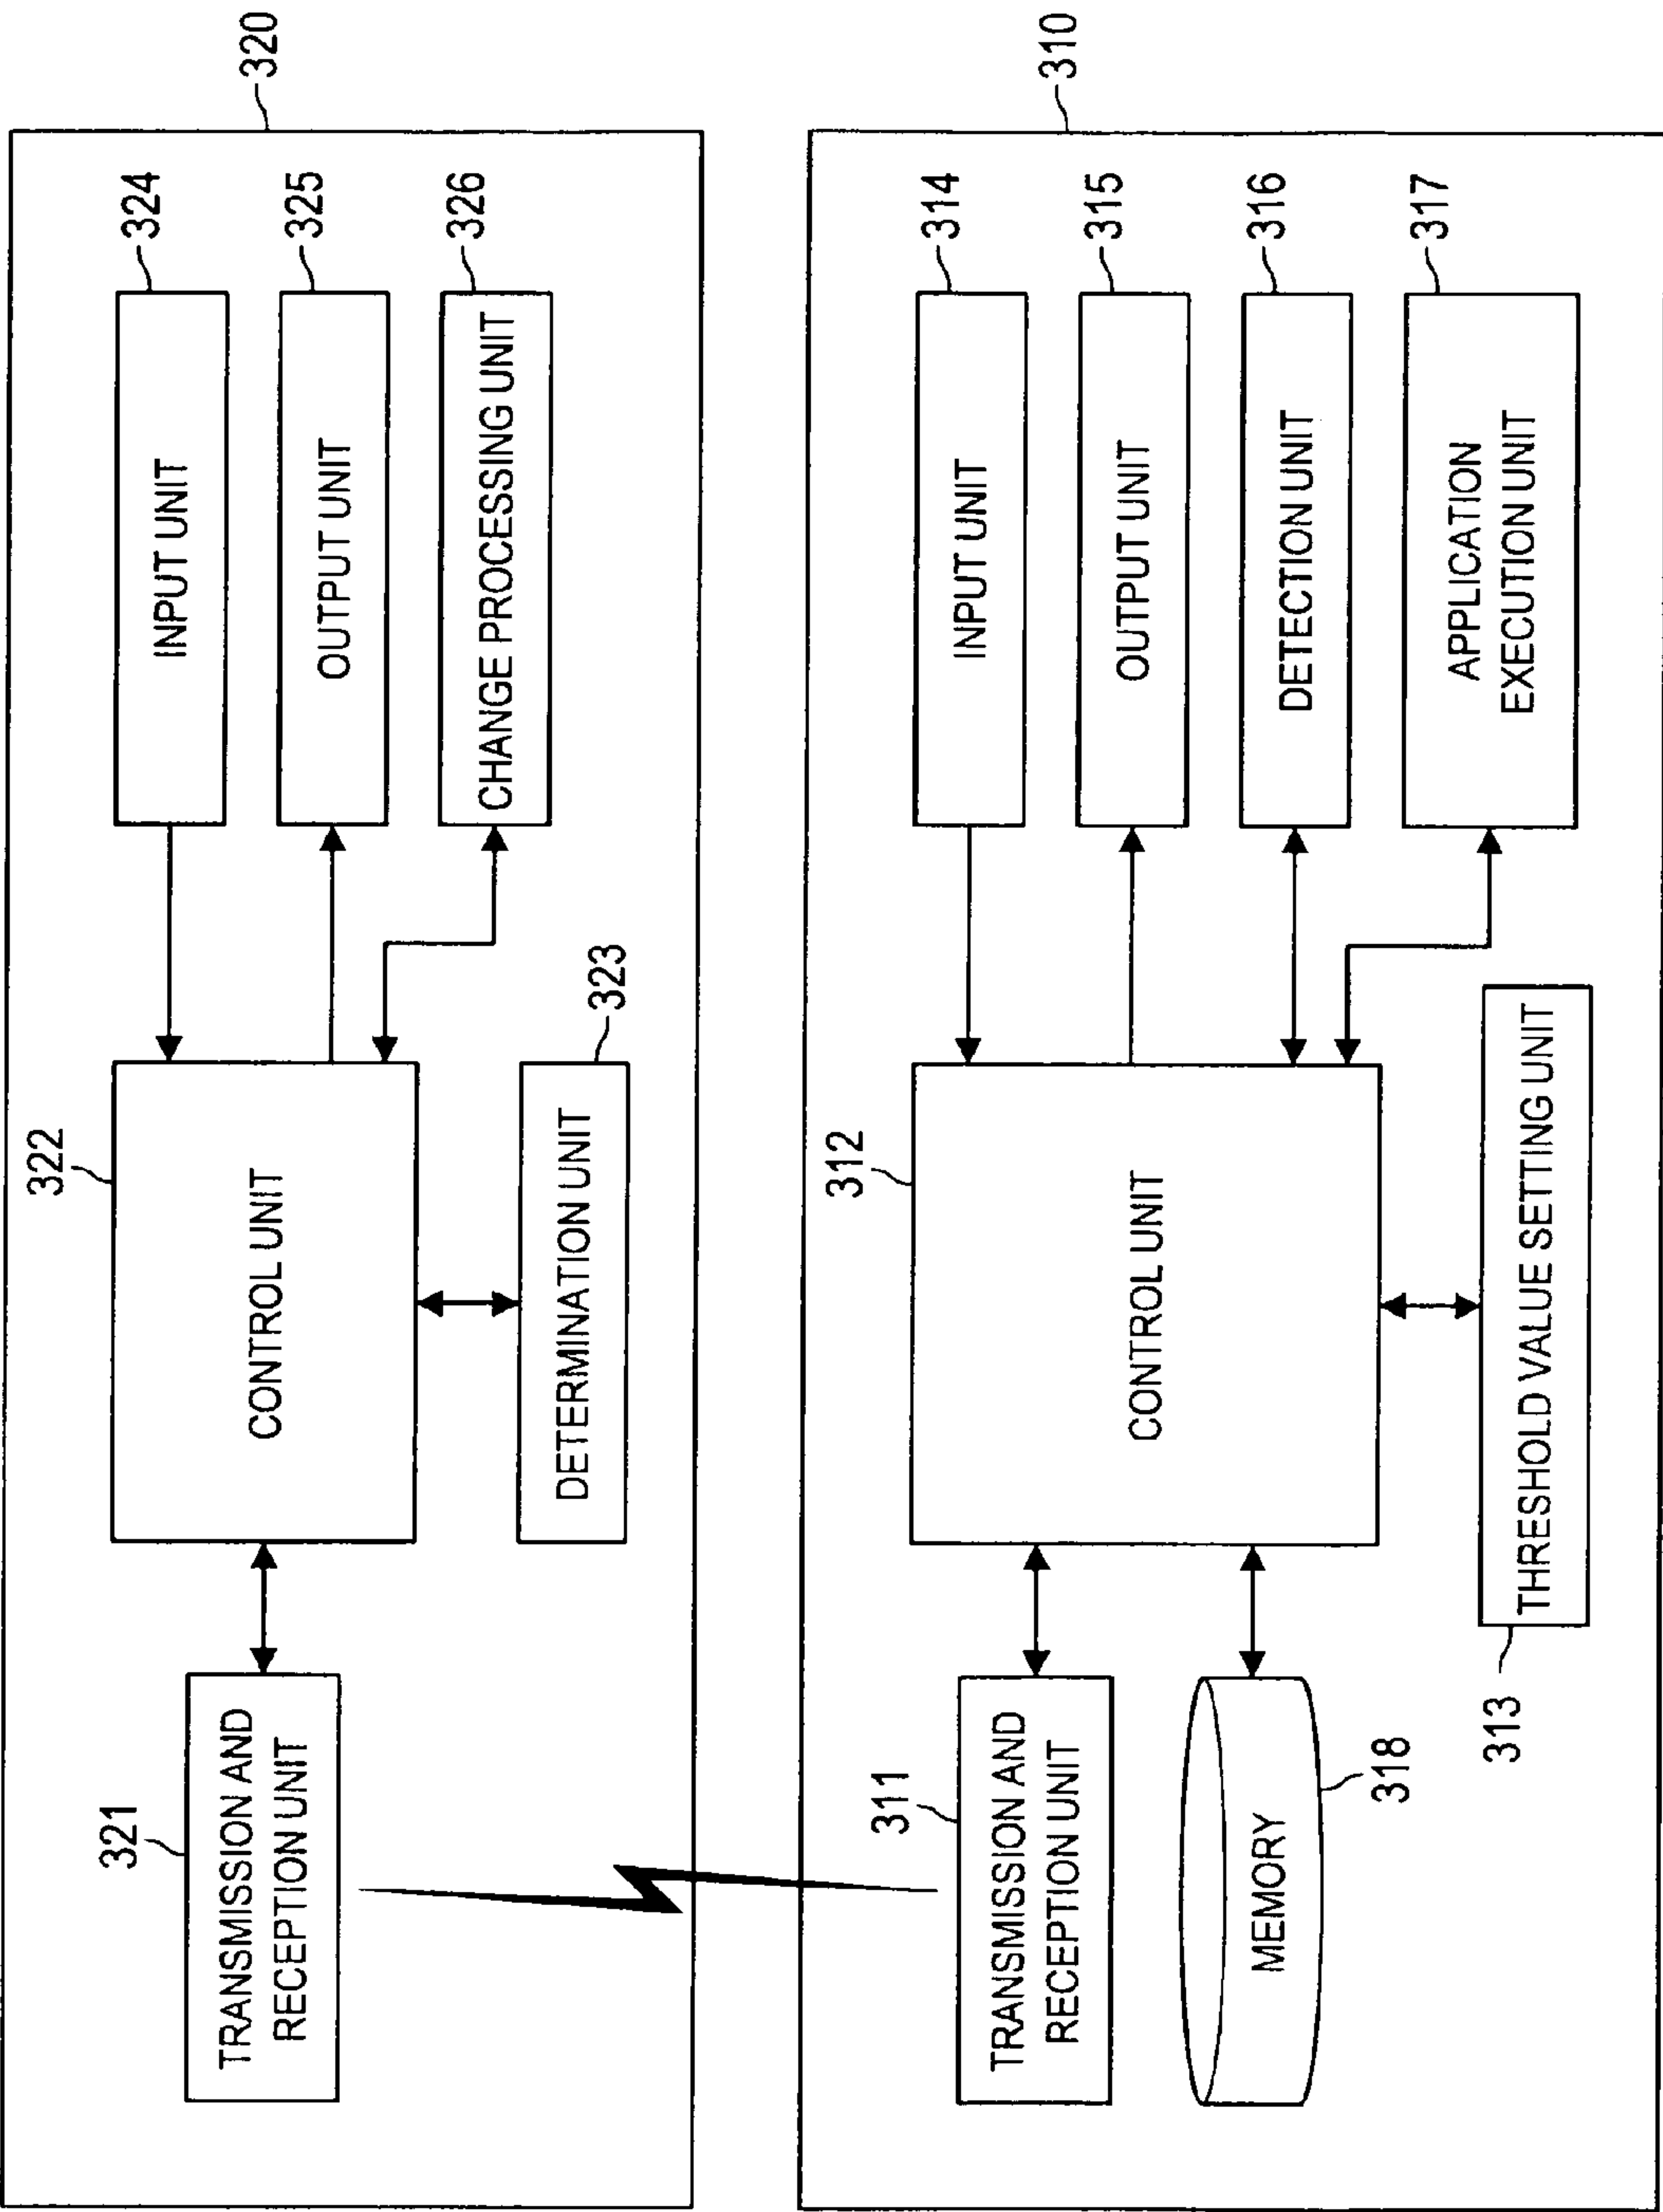 320
321
TRANSMISSION AND
RECEPTION UNIT
322
CONTROL UNIT
323
DETERMINATION UNIT
324
INPUT UNIT
325
OUTPUT UNIT
326
CHANGE PROCESSING UNIT
310
311
TRANSMISSION AND
RECEPTION UNIT
318
MEMORY
312
CONTROL UNIT
313
THRESHOLD VALUE SETTING UNIT
314
INPUT UNIT
315
OUTPUT UNIT
316
DETECTION UNIT
317
APPLICATION
EXECUTION UNIT